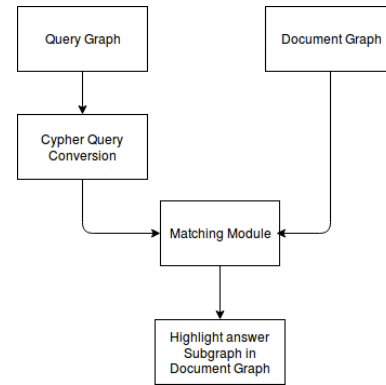 Query Graph
Document Graph
Cypher Query
Conversion
Matching Module
Highlight answer
Subgraph in
Document Graph